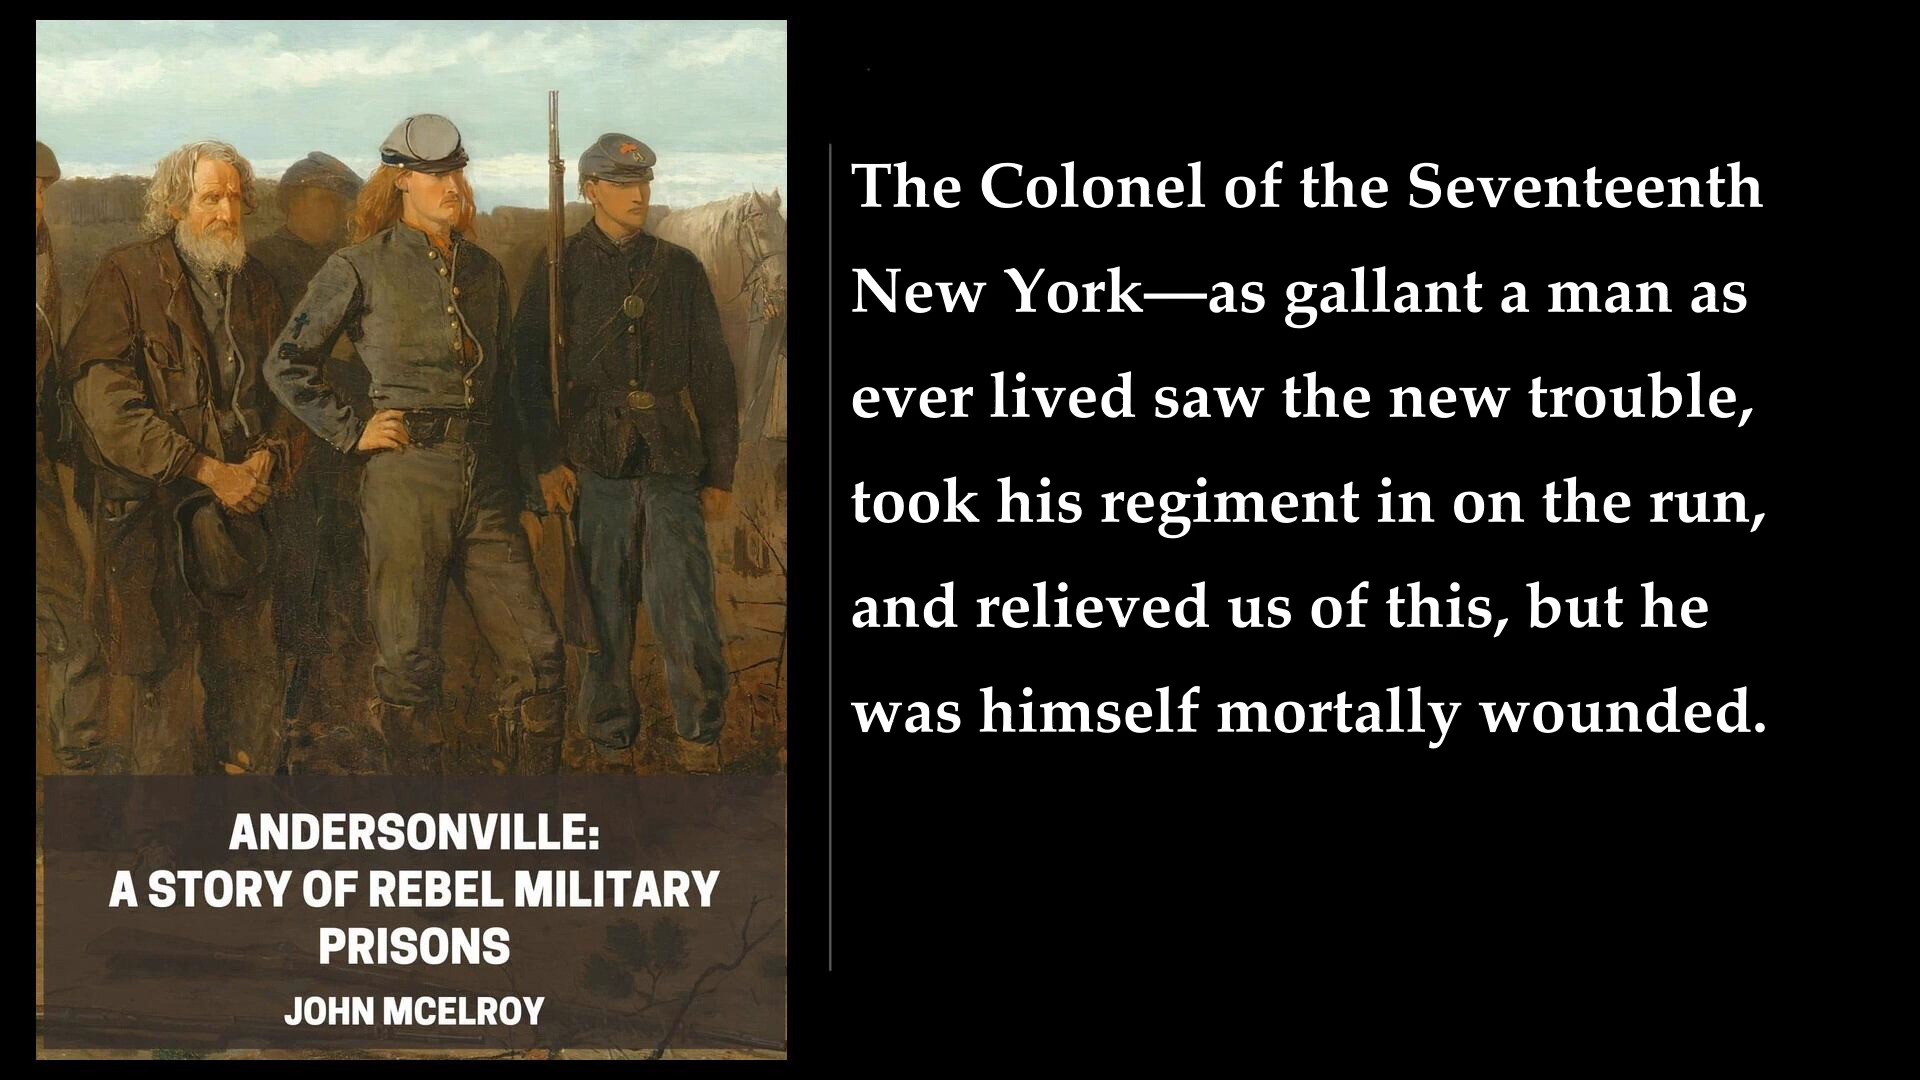 ANDERSONVILLE:
A STORY OF REBEL MILITARY
PRISONS
JOHN MCELROY
The Colonel of the Seventeenth
New York—as gallant a man as
ever lived saw the new trouble,
took his regiment in on the run,
and relieved us of this, but he
was himself mortally wounded.